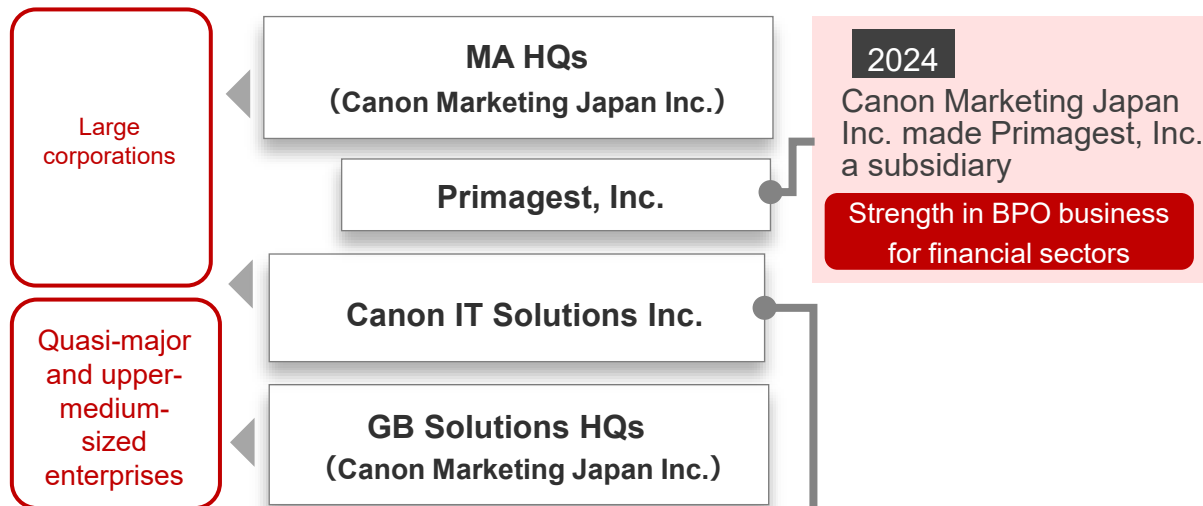 Large
corporations
Quasi-major
and upper-
medium-
sized
enterprises
MA HQs
（Canon Marketing Japan Inc.）
Primagest, Inc.
Canon IT Solutions Inc.
GB Solutions HQs
（Canon Marketing Japan Inc.）
2024
Canon Marketing Japan
Inc. made Primagest, Inc.
a subsidiary
Strength in BPO business
for financial sectors